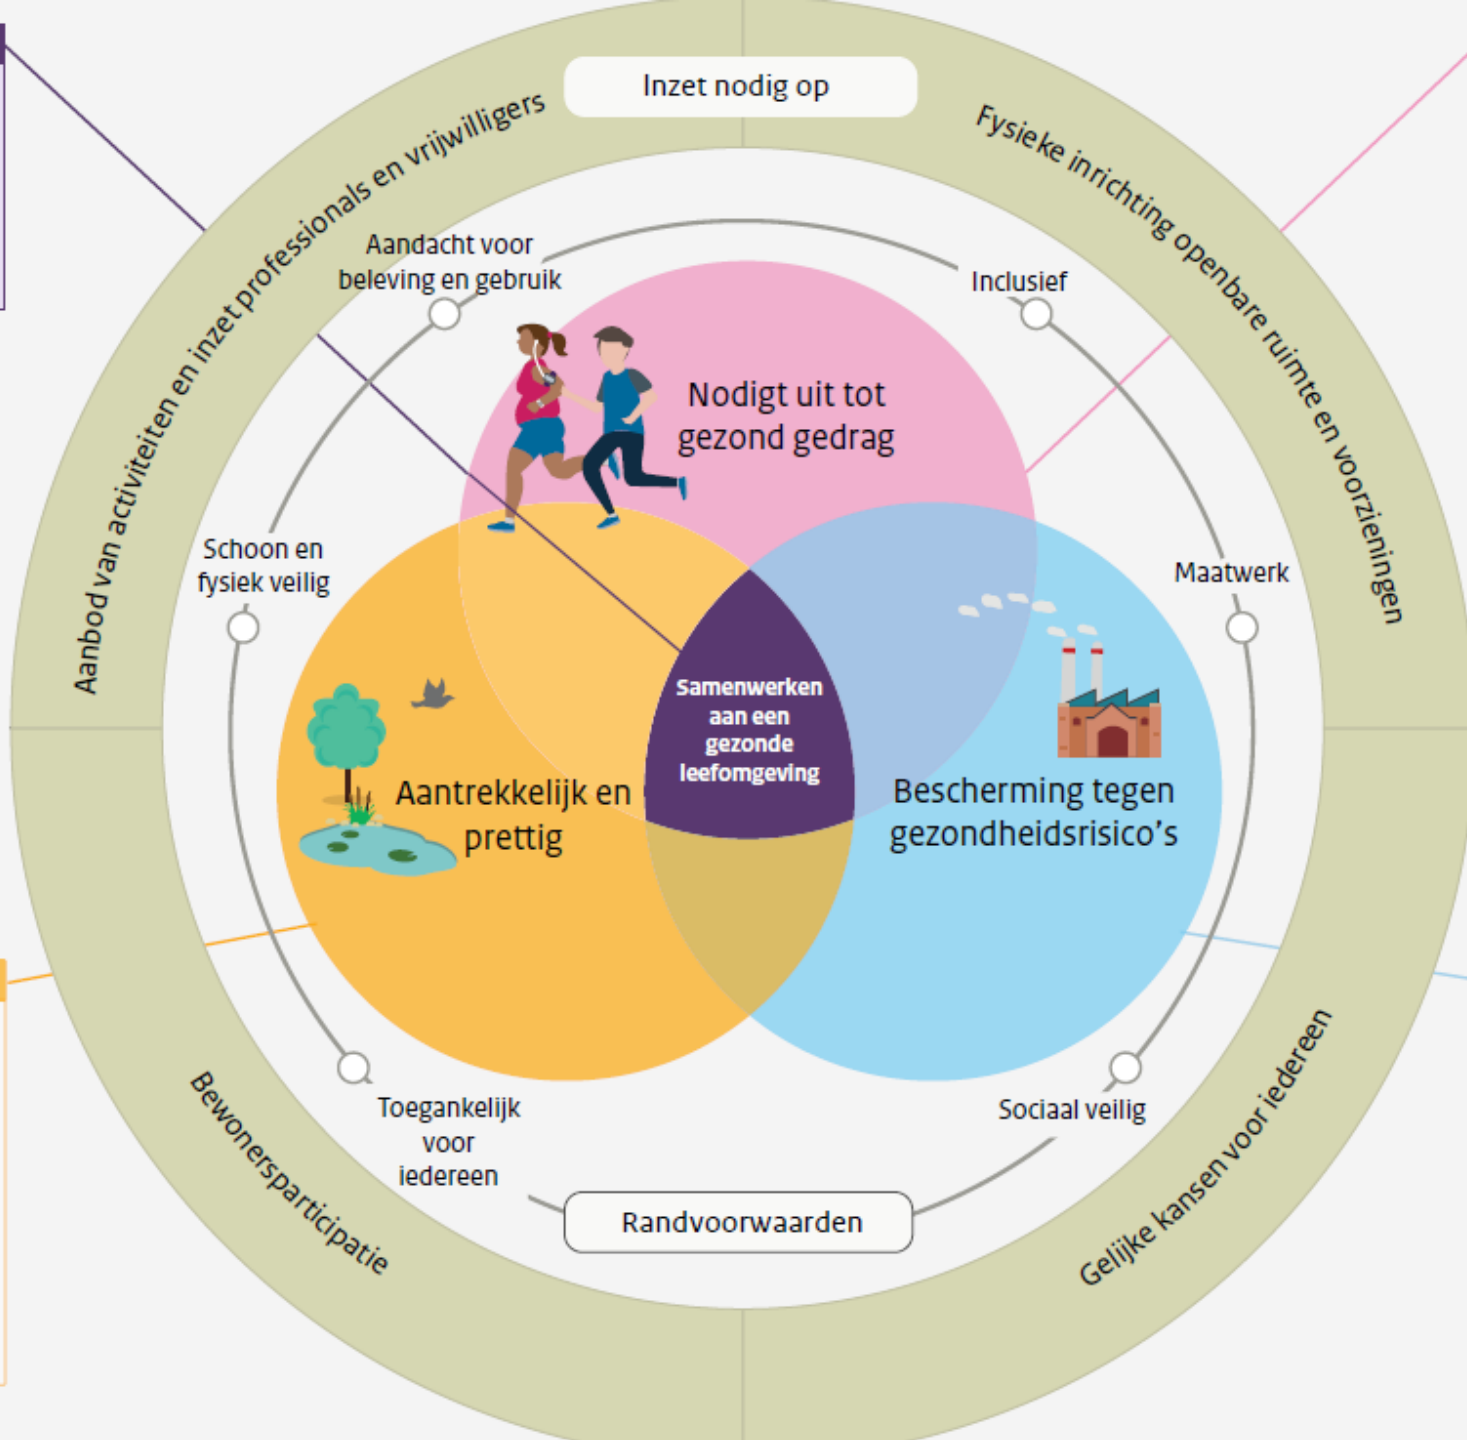 Inzet nodig op
Aanbod van activiteiten en inzet professionals en vrijwilligers
Fysieke inrichting openbare ruimte en voorzieningen
Aandacht voor
beleving en gebruik
Inclusief
Nodigt uit tot
gezond gedrag
Schoon en
fysiek veilig
Maatwerk
Samenwerken
aan een
gezonde
leefomgeving
Aantrekkelijk en
prettig
Bescherming tegen
gezondheidsrisico's
Toegankelijk
voor
iedereen
Sociaal veilig
Randvoorwaarden
Bewonersparticipatie
Gelijke kansen voor iedereen